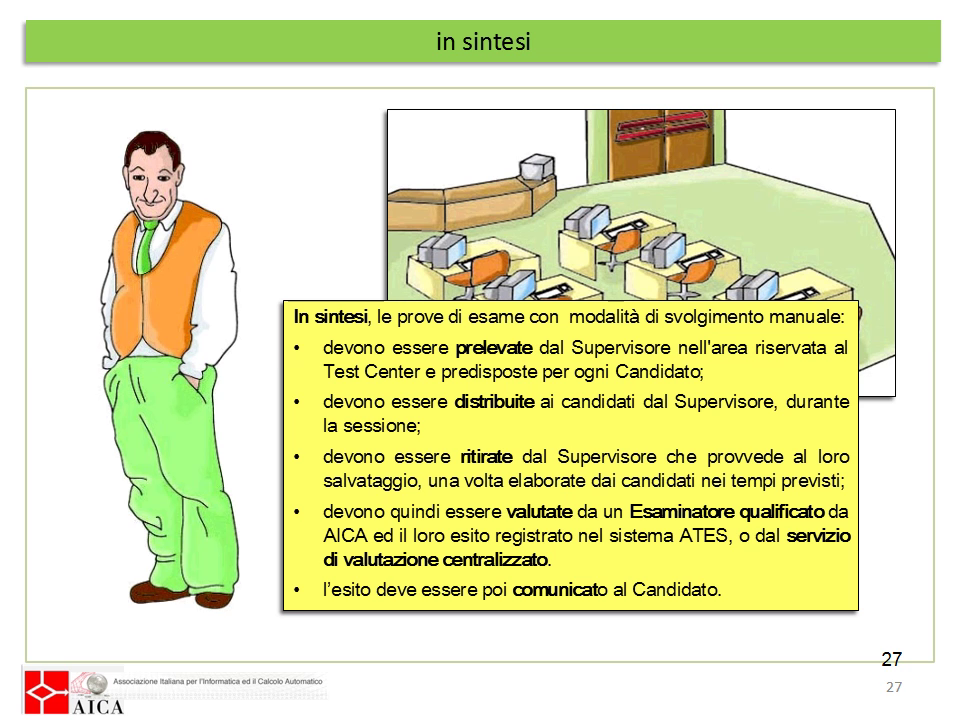 in sintesi
In sintesi, le prove di esame con  modalità di svolgimento manuale:
• devono essere prelevate dal Supervisore nell'area riservata al
Test Center e predisposte per ogni Candidato;
• devono essere distribuite ai candidati dal Supervisore, durante
la sessione;
• devono essere ritirate dal Supervisore che provvede al loro
salvataggio, una volta elaborate dai candidati nei tempi previsti;
• devono quindi essere valutate da un Esaminatore qualificato da
AICA ed il loro esito registrato nel sistema ATES, o dal servizio
di valutazione centralizzato.
• l’esito deve essere poi comunicato al Candidato.
27
27
Associazione Italiana per l'Informatica ed il Calcolo Automatico
AICA